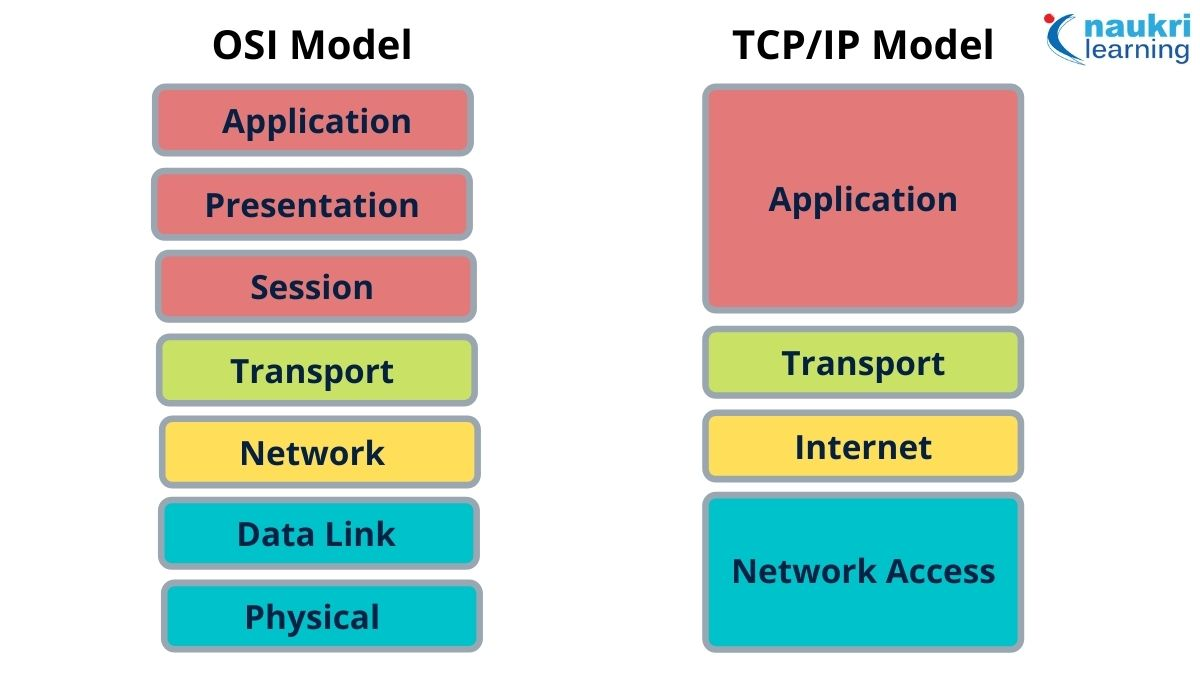 OSI Model
Application
Presentation
Session
Transport
Network
Data Link
Physical
TCP/IP Model
Application
Transport
Internet
Network Access
naukri
learning